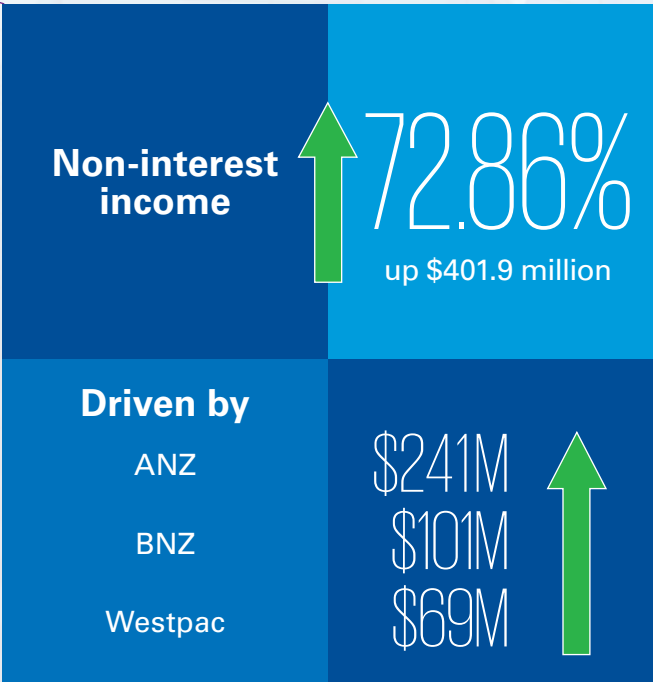 Non-interest
income
72.86%
up $401.9 million
Driven by
ANZ
$241M
BNZ
$101M
Westpac
$69M